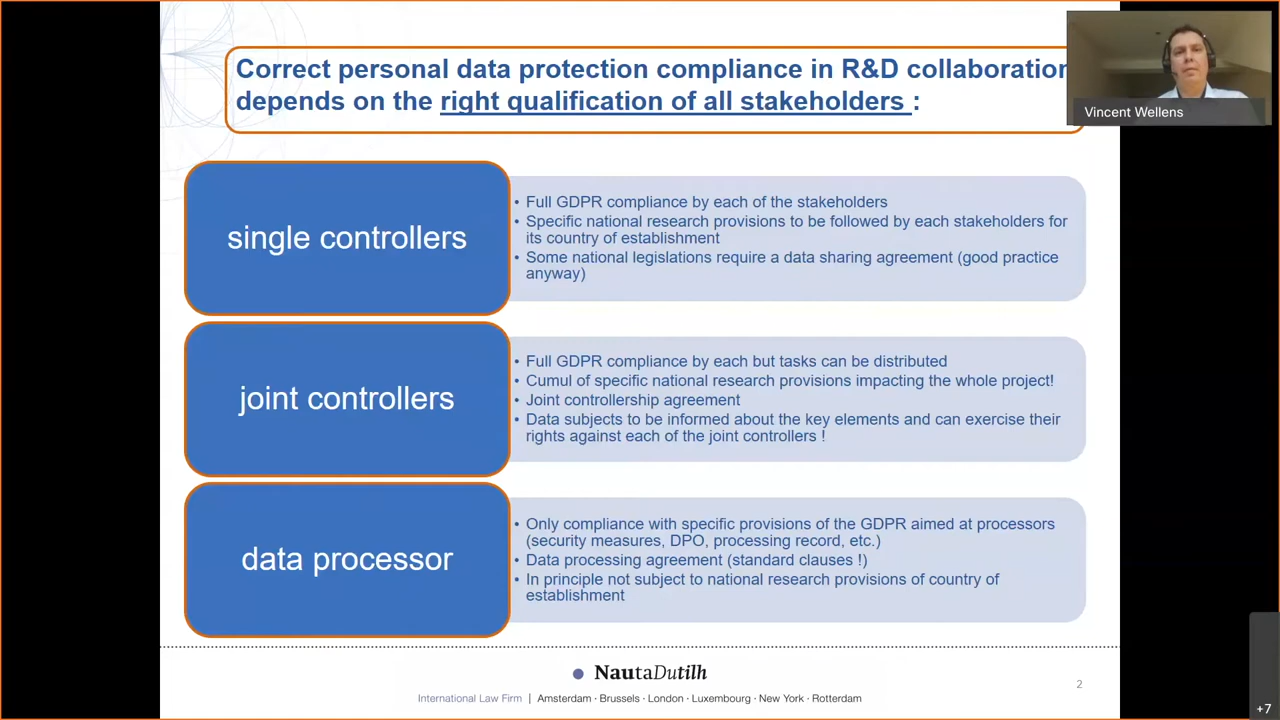 Correct personal data protection compliance in R&D collaboration
depends on the right qualification of all stakeholders :
Vincent Wellens
single controllers
• Full GDPR compliance by each of the stakeholders
• Specific national research provisions to be followed by each stakeholders for
its country of establishment
• Some national legislations require a data sharing agreement (good practice
anyway)
joint controllers
• Full GDPR compliance by each but tasks can be distributed
• Cumul of specific national research provisions impacting the whole project!
• Joint controllership agreement
• Data subjects to be informed about the key elements and can exercise their
rights against each of the joint controllers !
data processor
• Only compliance with specific provisions of the GDPR aimed at processors
(security measures, DPO, processing record, etc.)
• Data processing agreement (standard clauses !)
• In principle not subject to national research provisions of country of
establishment
NautaDutilh
International Law Firm | Amsterdam · Brussels · London · Luxembourg · New York · Rotterdam
2
+7